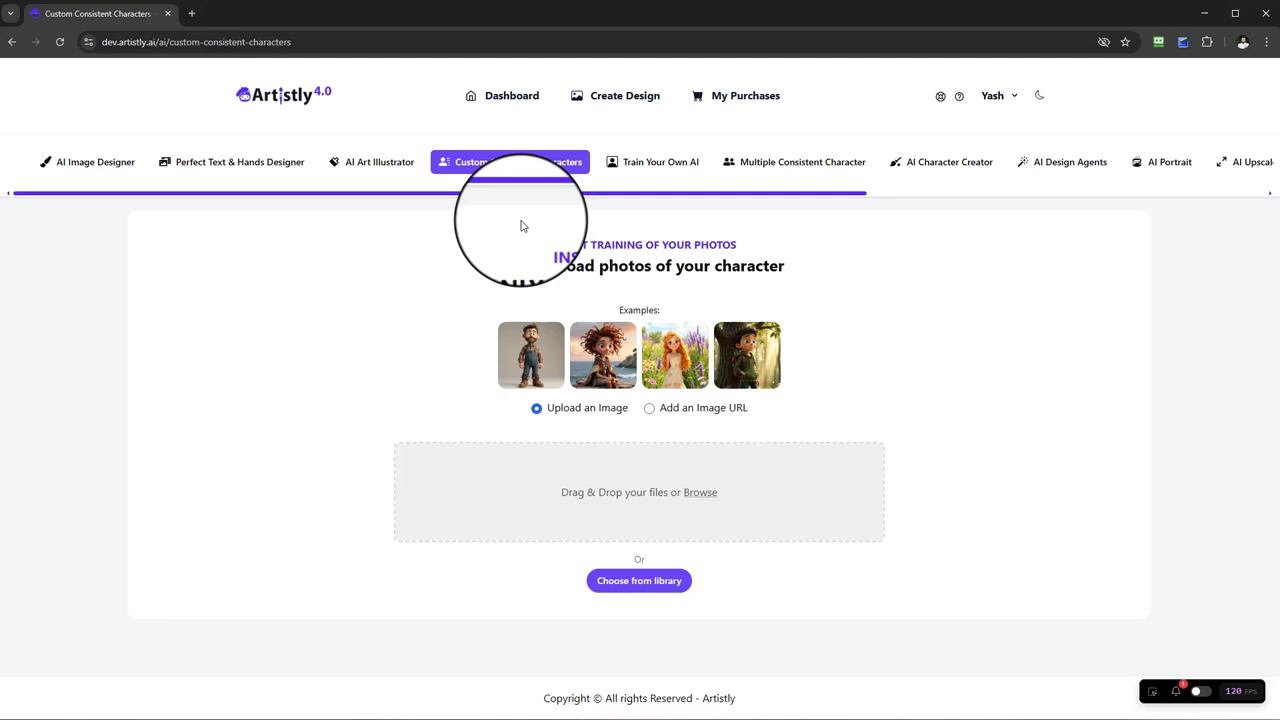 Custom Consistent Characters
dev.artistly.ai/ai/custom-consistent-characters
Artistly 4.0
Dashboard
Create Design
My Purchases
Yash
AI Image Designer
Perfect Text & Hands Designer
AI Art Illustrator
Custom
acters
Train Your Own AI
Multiple Consistent Character
AI Character Creator
AI Design Agents
AI Portrait
AI Upscal
INS
T TRAINING OF YOUR PHOTOS
oad photos of your character
Examples:
Upload an Image
Add an Image URL
Drag & Drop your files or Browse
Or
Choose from library
Copyright © All rights Reserved - Artistly
1
120 FPS